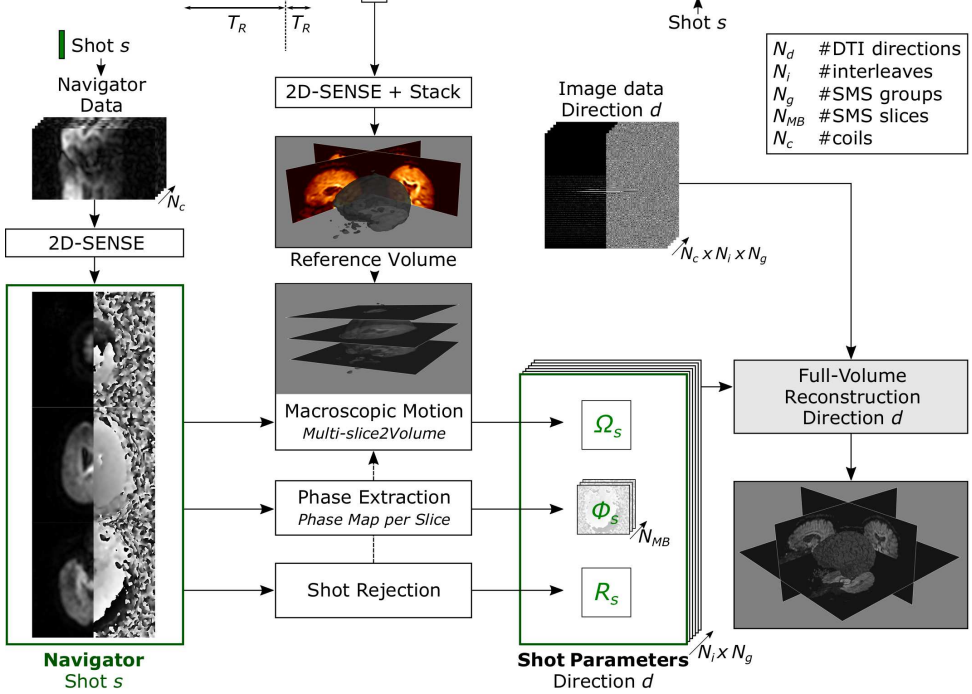 T_R
T_R
Shot s
Shot s
Navigator
Data
N_c
2D-SENSE
2D-SENSE + Stack
Reference Volume
Image data
Direction d
N_c x N_i x N_g
N_d #DTI directions
N_i #interleaves
N_g #SMS groups
N_MB #SMS slices
N_c #coils
Macroscopic Motion
Multi-slice2Volume
Phase Extraction
Phase Map per Slice
Shot Rejection
Ω_s
Φ_s
N_MB
R_s
N_i x N_g
Full-Volume
Reconstruction
Direction d
Navigator
Shot s
Shot Parameters
Direction d